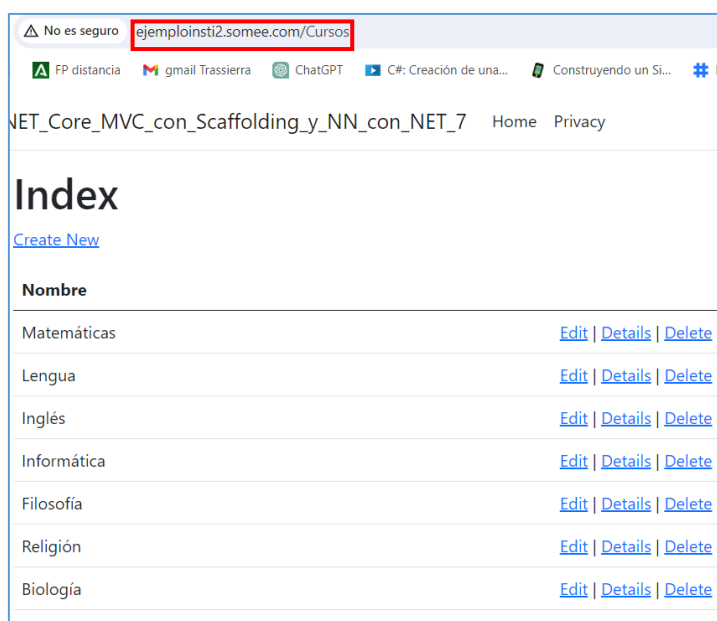 No es seguro ejemploinsti2.somee.com/Cursos
FP distancia gmail Trassierra ChatGPT C#: Creación de una... Construyendo un Si...
NET_Core_MVC_con_Scaffolding_y_NN_con_NET_7 Home Privacy
Index
Create New
Nombre
Matemáticas Edit | Details | Delete
Lengua Edit | Details | Delete
Inglés Edit | Details | Delete
Informática Edit | Details | Delete
Filosofía Edit | Details | Delete
Religión Edit | Details | Delete
Biología Edit | Details | Delete